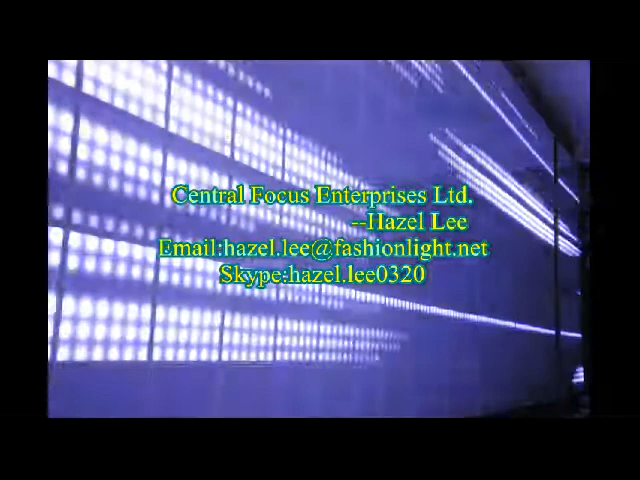 Central Focus Enterprises Ltd.
--Hazel Lee
Email:hazel.lee@fashionlight.net
Skype:hazel.lee0320